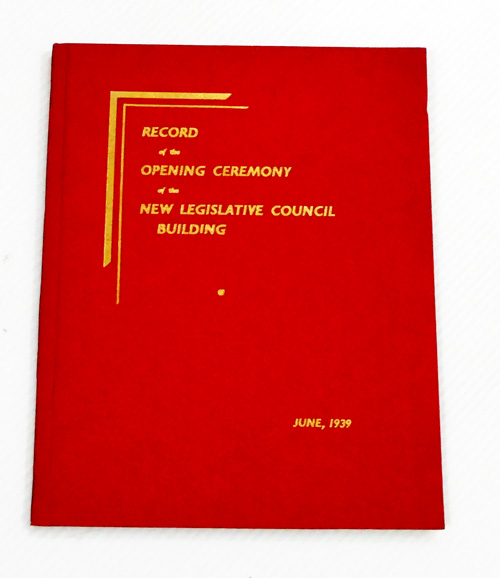 RECORD
of the
OPENING CEREMONY
of the
NEW LEGISLATIVE COUNCIL
BUILDING
JUNE, 1939